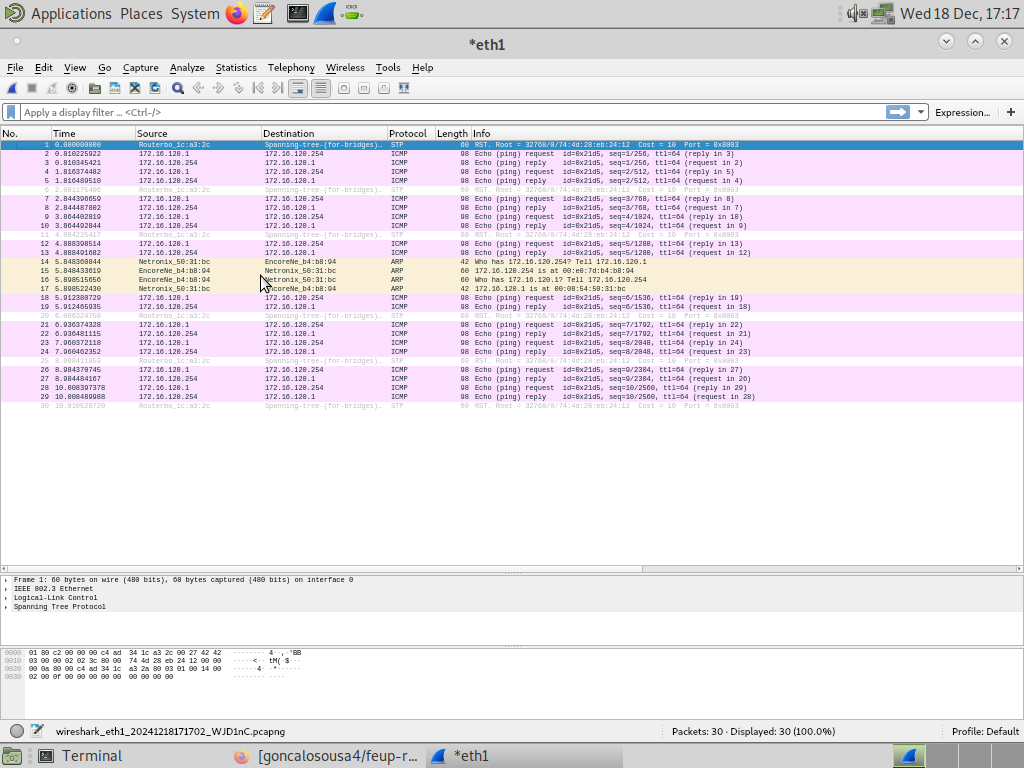 Applications Places System Wed 18 Dec, 17:17
*eth1
File Edit View Go Capture Analyze Statistics Telephony Wireless Tools Help
Apply a display filter ... <Ctrl-/> Expression... +
No. Time Source Destination Protocol Length Info
1 0.000000000 Routerbo_1c:a3:2c Spanning-tree-(for-bridges)… STP 60 RST. Root = 32768/0/74:4d:28:eb:24:12 Cost = 10 Port = 0x8003
2 0.810225922 172.16.120.1 172.16.120.254 ICMP 98 Echo (ping) request id=0x21d5, seq=1/256, ttl=64 (reply in 3)
3 0.810345421 172.16.120.254 172.16.120.1 ICMP 98 Echo (ping) reply id=0x21d5, seq=1/256, ttl=64 (request in 2)
4 1.816374482 172.16.120.1 172.16.120.254 ICMP 98 Echo (ping) request id=0x21d5, seq=2/512, ttl=64 (reply in 5)
5 1.816489510 172.16.120.254 172.16.120.1 ICMP 98 Echo (ping) reply id=0x21d5, seq=2/512, ttl=64 (request in 4)
6 2.001175406 Routerbo_1c:a3:2c Spanning-tree-(for-bridges)… STP 60 RST. Root = 32768/0/74:4d:28:eb:24:12 Cost = 10 Port = 0x8003
7 2.844396659 172.16.120.1 172.16.120.254 ICMP 98 Echo (ping) request id=0x21d5, seq=3/768, ttl=64 (reply in 8)
8 2.844487802 172.16.120.254 172.16.120.1 ICMP 98 Echo (ping) reply id=0x21d5, seq=3/768, ttl=64 (request in 7)
9 3.864402819 172.16.120.1 172.16.120.254 ICMP 98 Echo (ping) request id=0x21d5, seq=4/1024, ttl=64 (reply in 10)
10 3.864492844 172.16.120.254 172.16.120.1 ICMP 98 Echo (ping) reply id=0x21d5, seq=4/1024, ttl=64 (request in 9)
11 4.004225417 Routerbo_1c:a3:2c Spanning-tree-(for-bridges)… STP 60 RST. Root = 32768/0/74:4d:28:eb:24:12 Cost = 10 Port = 0x8003
12 4.888398514 172.16.120.1 172.16.120.254 ICMP 98 Echo (ping) request id=0x21d5, seq=5/1280, ttl=64 (reply in 13)
13 4.888491682 172.16.120.254 172.16.120.1 ICMP 98 Echo (ping) reply id=0x21d5, seq=5/1280, ttl=64 (request in 12)
14 5.848360844 Netronix_50:31:bc EncoreNe_b4:b8:94 ARP 42 Who has 172.16.120.254? Tell 172.16.120.1
15 5.848433619 EncoreNe_b4:b8:94 Netronix_50:31:bc ARP 60 172.16.120.254 is at 00:e0:7d:b4:b8:94
16 5.898515656 EncoreNe_b4:b8:94 Netronix_50:31:bc ARP 60 Who has 172.16.120.1? Tell 172.16.120.254
17 5.898522430 Netronix_50:31:bc EncoreNe_b4:b8:94 ARP 42 172.16.120.1 is at 00:08:54:50:31:bc
18 5.912380729 172.16.120.1 172.16.120.254 ICMP 98 Echo (ping) request id=0x21d5, seq=6/1536, ttl=64 (reply in 19)
19 5.912465935 172.16.120.254 172.16.120.1 ICMP 98 Echo (ping) reply id=0x21d5, seq=6/1536, ttl=64 (request in 18)
20 6.006324750 Routerbo_1c:a3:2c Spanning-tree-(for-bridges)… STP 60 RST. Root = 32768/0/74:4d:28:eb:24:12 Cost = 10 Port = 0x8003
21 6.936374328 172.16.120.1 172.16.120.254 ICMP 98 Echo (ping) request id=0x21d5, seq=7/1792, ttl=64 (reply in 22)
22 6.936481115 172.16.120.254 172.16.120.1 ICMP 98 Echo (ping) reply id=0x21d5, seq=7/1792, ttl=64 (request in 21)
23 7.960372118 172.16.120.1 172.16.120.254 ICMP 98 Echo (ping) request id=0x21d5, seq=8/2048, ttl=64 (reply in 24)
24 7.960462352 172.16.120.254 172.16.120.1 ICMP 98 Echo (ping) reply id=0x21d5, seq=8/2048, ttl=64 (request in 23)
25 8.008411859 Routerbo_1c:a3:2c Spanning-tree-(for-bridges)… STP 60 RST. Root = 32768/0/74:4d:28:eb:24:12 Cost = 10 Port = 0x8003
26 8.984370745 172.16.120.1 172.16.120.254 ICMP 98 Echo (ping) request id=0x21d5, seq=9/2304, ttl=64 (reply in 27)
27 8.984484167 172.16.120.254 172.16.120.1 ICMP 98 Echo (ping) reply id=0x21d5, seq=9/2304, ttl=64 (request in 26)
28 10.008397378 172.16.120.1 172.16.120.254 ICMP 98 Echo (ping) request id=0x21d5, seq=10/2560, ttl=64 (reply in 29)
29 10.008489988 172.16.120.254 172.16.120.1 ICMP 98 Echo (ping) reply id=0x21d5, seq=10/2560, ttl=64 (request in 28)
30 10.010520720 Routerbo_1c:a3:2c Spanning-tree-(for-bridges)… STP 60 RST. Root = 32768/0/74:4d:28:eb:24:12 Cost = 10 Port = 0x8003
Frame 1: 60 bytes on wire (480 bits), 60 bytes captured (480 bits) on interface 0
IEEE 802.3 Ethernet
Logical-Link Control
Spanning Tree Protocol
0000 01 80 c2 00 00 00 c4 ad 34 1c a3 2c 00 27 42 42 ········ 4··,·'BB
0010 03 00 00 02 02 3c 80 00 74 4d 28 eb 24 12 00 00 ·····<·· tM(·$···
0020 00 0a 80 00 c4 ad 34 1c a3 2a 80 03 01 00 14 00 ······4· ·*······
0030 02 00 0f 00 00 00 00 00 00 00 00 00 ········ ····
wireshark_eth1_20241218171702_WJD1nC.pcapng Packets: 30 · Displayed: 30 (100.0%) Profile: Default
Terminal [goncalosousa4/feup-r... *eth1